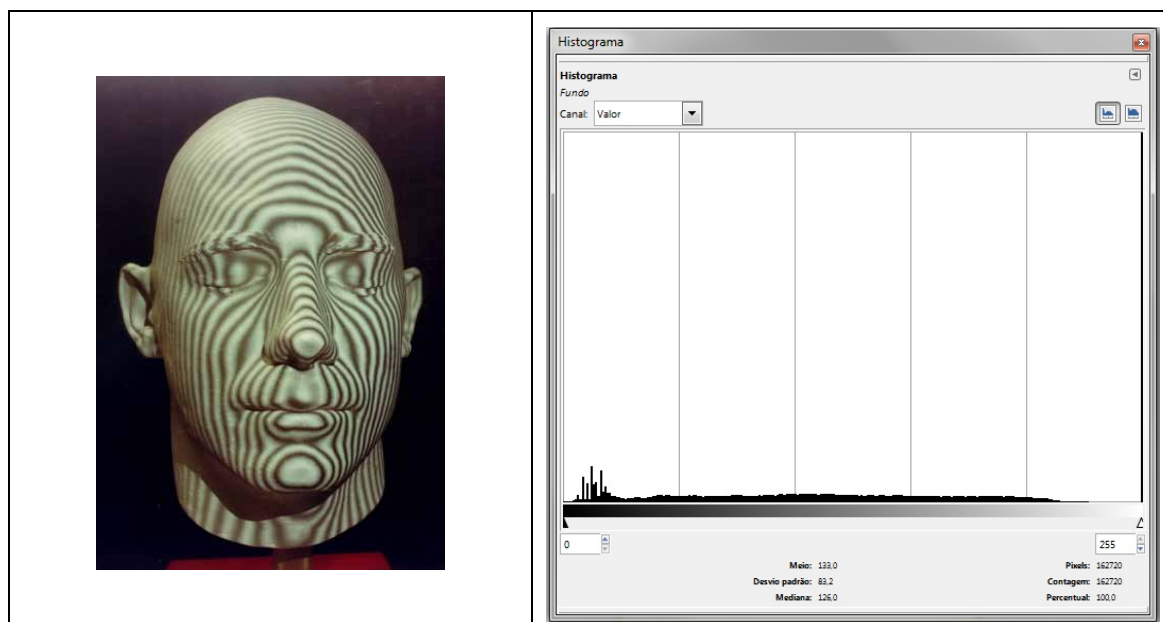 Histograma
Histograma
Fundo
Canal: Valor
0
255
Meio: 133,0
Pixels: 162720
Desvio padrão: 83,2
Contagem: 162720
Mediana: 126,0
Percentual: 100,0